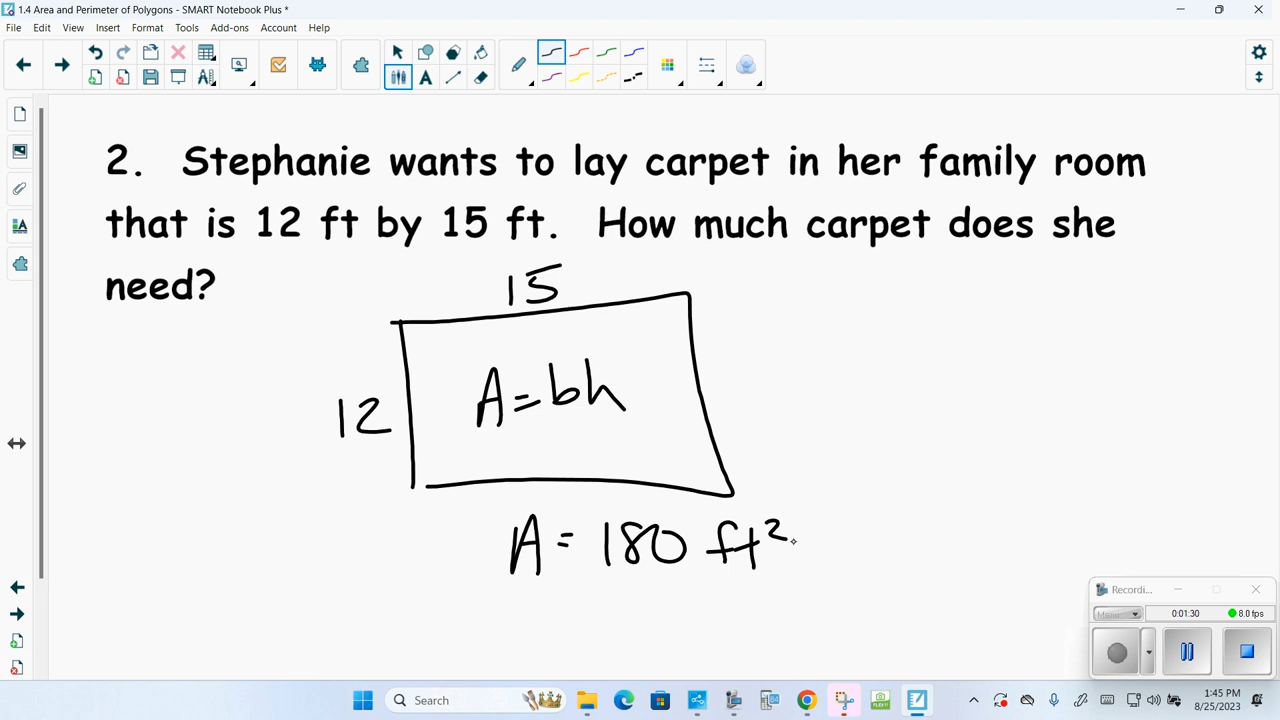 1.4 Area and Perimeter of Polygons - SMART Notebook Plus *
File Edit View Insert Format Tools Add-ons Account Help
2. Stephanie wants to lay carpet in her family room
that is 12 ft by 15 ft. How much carpet does she
need?
15
A=bh
12
A= 180 ft²
Recordi...
Menu 0:01:30 8.0 fps
Search
1:45 PM
8/25/2023